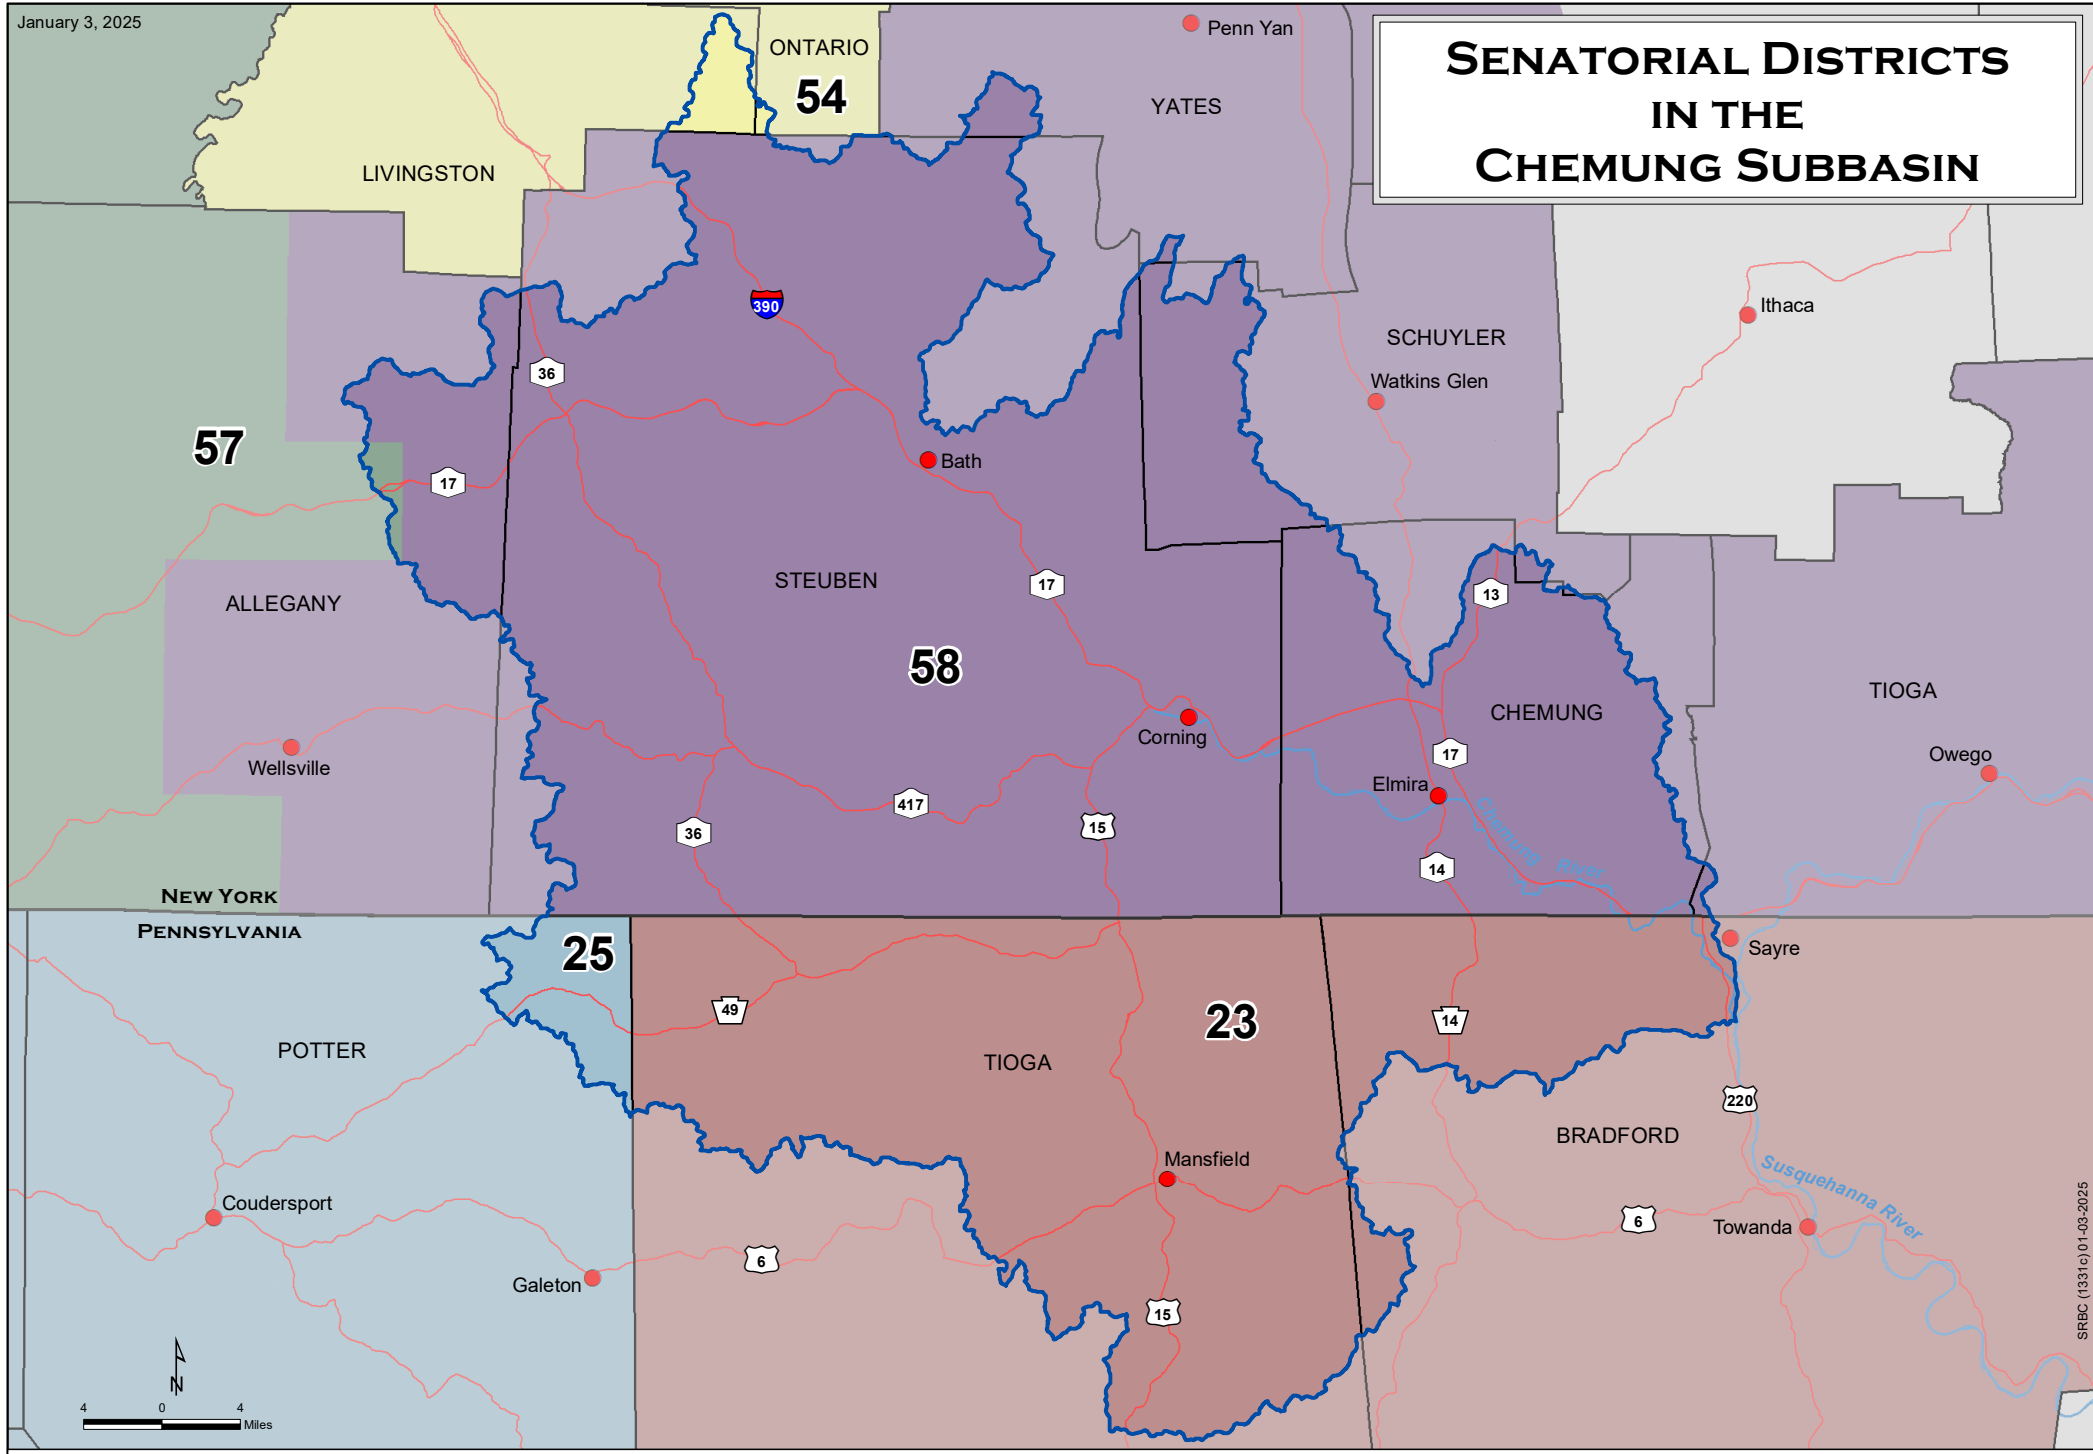 January 3, 2025
SENATORIAL DISTRICTS
IN THE
CHEMUNG SUBBASIN
Penn Yan
ONTARIO
54
YATES
LIVINGSTON
390
Ithaca
SCHUYLER
36
Watkins Glen
57
Bath
17
STEUBEN
17
13
ALLEGANY
58
TIOGA
CHEMUNG
Corning
17
Owego
Wellsville
Elmira
417
15
36
Chemung River
14
NEW YORK
PENNSYLVANIA
25
Sayre
49
23
14
POTTER
TIOGA
220
BRADFORD
Mansfield
Susquehanna River
Coudersport
6
Towanda
6
Galeton
15
N
4 0 4
Miles
SRBC (1331c) 01-03-2025